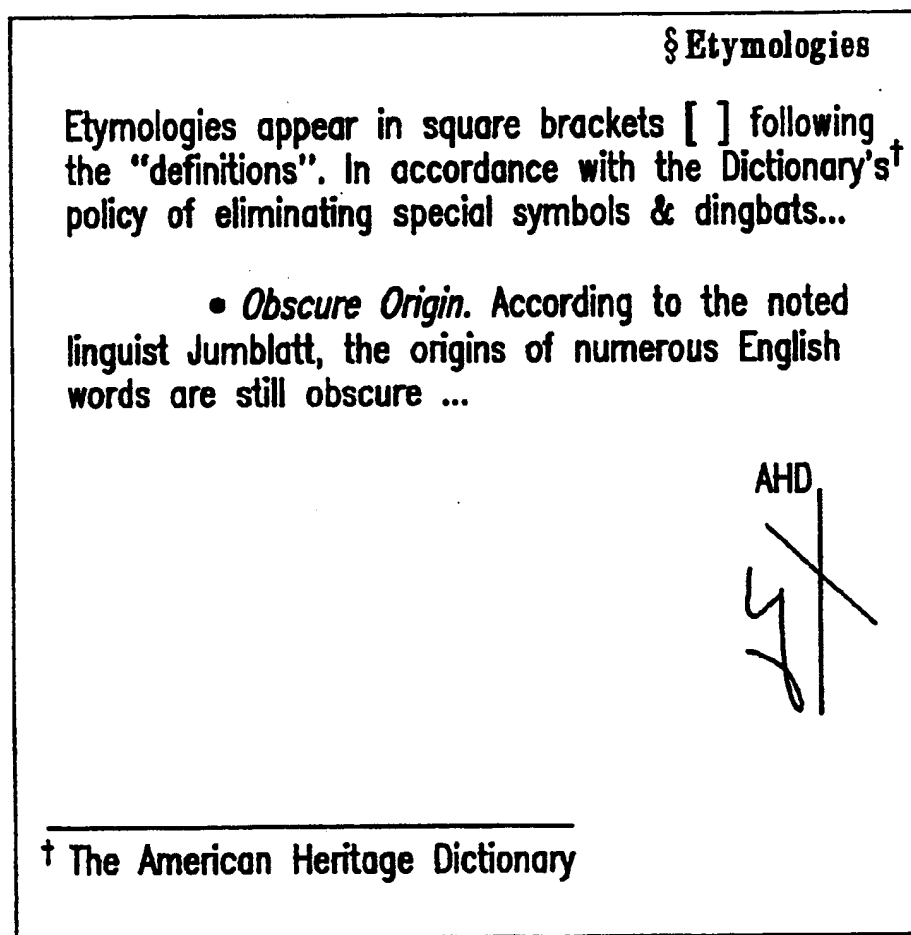 § Etymologies
Etymologies appear in square brackets [ ] following
the “definitions”. In accordance with the Dictionary's†
policy of eliminating special symbols & dingbats...
• Obscure Origin. According to the noted
linguist Jumblatt, the origins of numerous English
words are still obscure ...
AHD
† The American Heritage Dictionary